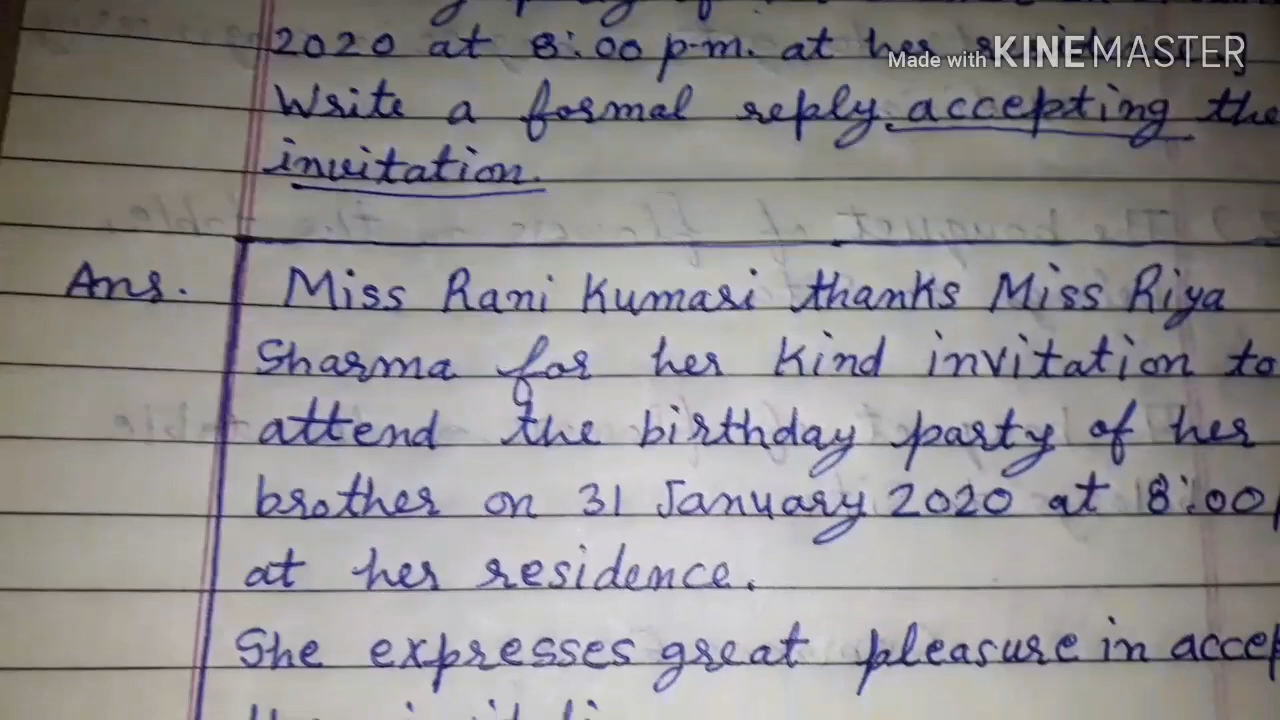 2020 at 8:00 p.m. at her
Made with KINEMASTER
Write a formal reply accepting the
invitation.
Ans. Miss Rani Kumari thanks Miss Riya
Sharma for her kind invitation to
attend the birthday party of her
brother on 31 January 2020 at 8:00
at her residence.
She expresses great pleasure in accep